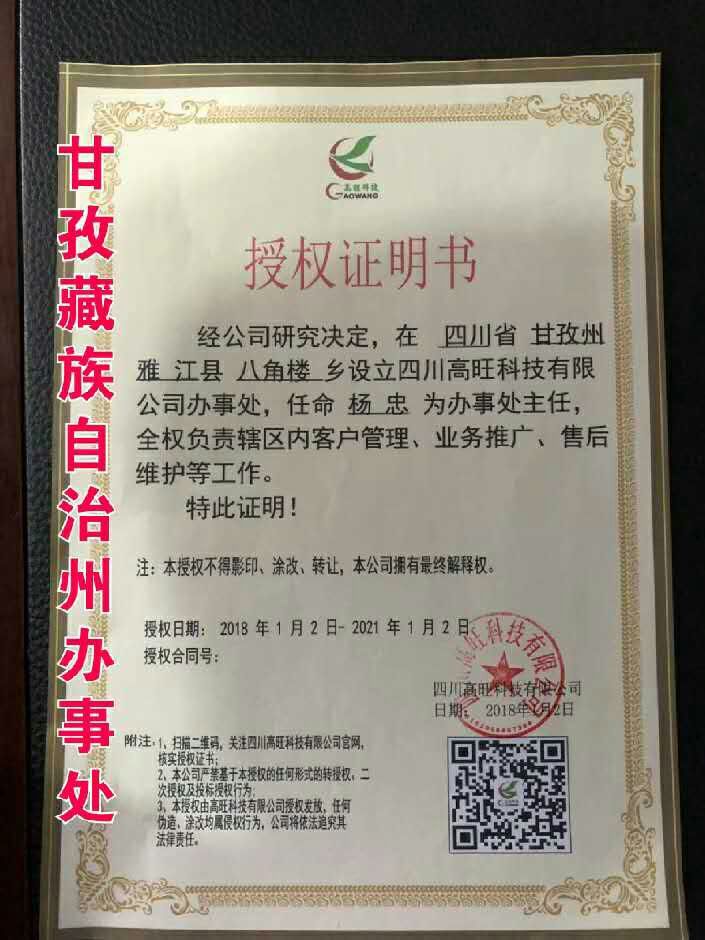 甘孜藏族自治州办事处
高旺科技
GAOWANG
授权证明书
经公司研究决定，在 四川省 甘孜州
雅 江县 八角楼 乡设立四川高旺科技有限
公司办事处，任命 杨 忠 为办事处主任，
全权负责辖区内客户管理、业务推广、售后
维护等工作。
特此证明！
注：本授权不得影印、涂改、转让，本公司拥有最终解释权。
授权日期： 2018 年 1 月 2 日- 2021 年 1 月 2 日
授权合同号：
四川高旺科技有限公司
日期： 2018年1月2日
附注：1、扫描二维码，关注四川高旺科技有限公司官网，
核实授权证书；
2、本公司严禁基于本授权的任何形式的转授权、二
次授权及投标授权行为；
3、本授权由高旺科技有限公司授权发放，任何
伪造、涂改均属侵权行为，公司将依法追究其
法律责任。